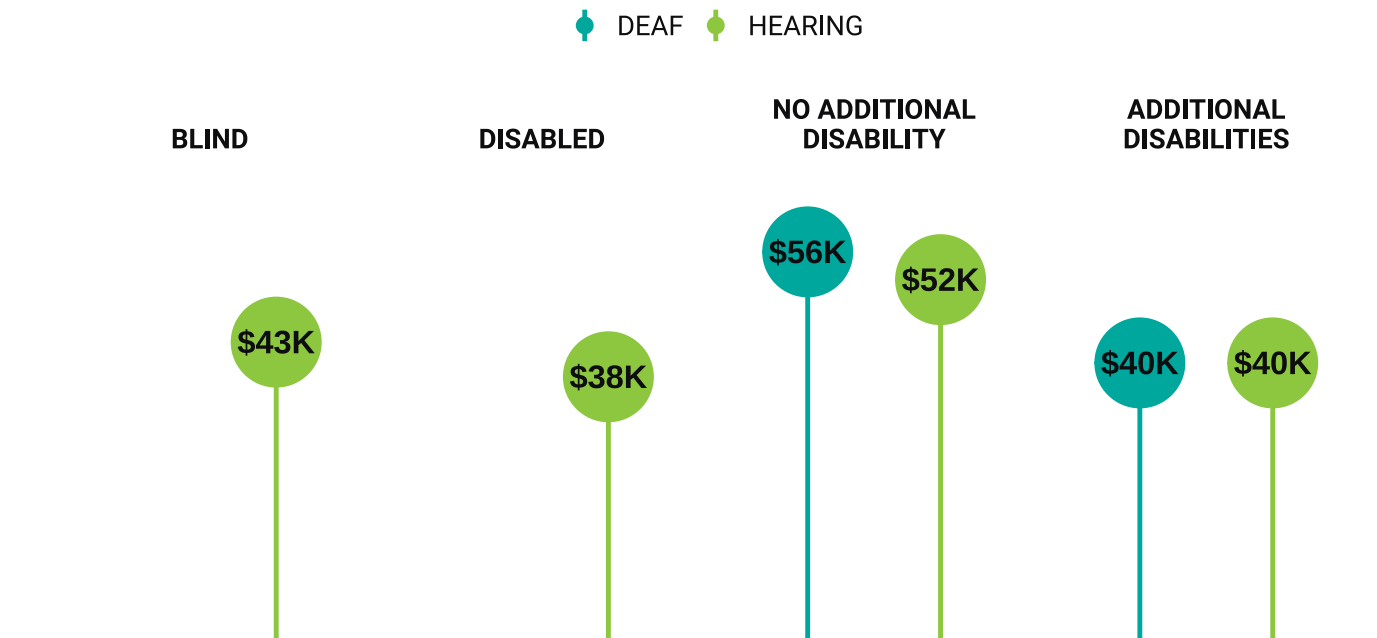 DEAF HEARING
BLIND
DISABLED
NO ADDITIONAL
DISABILITY
ADDITIONAL
DISABILITIES
$43K
$38K
$56K
$52K
$40K
$40K